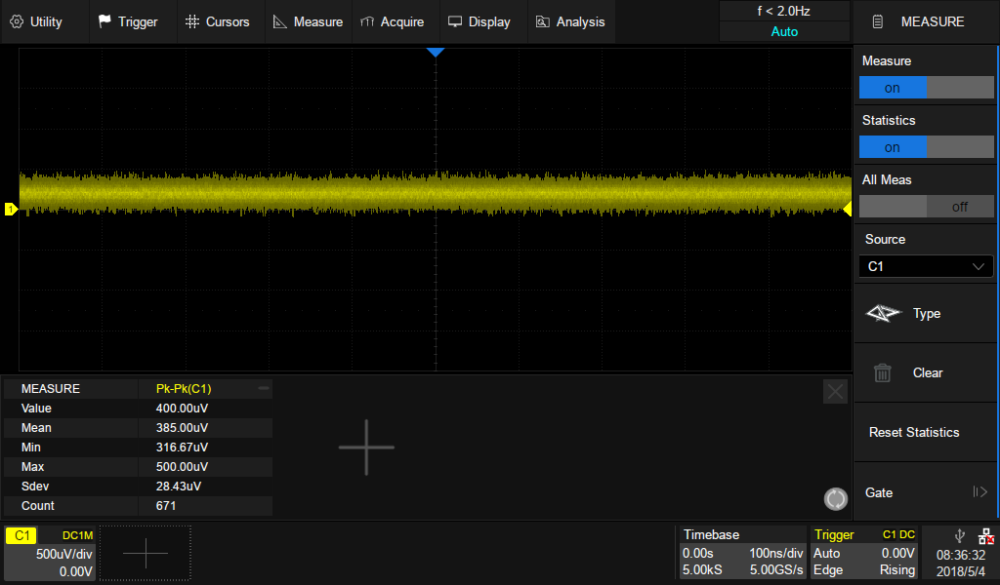 Utility
Trigger
Cursors
Measure
Acquire
Display
Analysis
f < 2.0Hz
Auto
MEASURE
Measure
on
Statistics
on
All Meas
off
Source
C1
Type
Clear
Reset Statistics
Gate
1
MEASURE Pk-Pk(C1)
Value 400.00uV
Mean 385.00uV
Min 316.67uV
Max 500.00uV
Sdev 28.43uV
Count 671
C1 DC1M
500uV/div
0.00V
Timebase
0.00s 100ns/div
5.00kS 5.00GS/s
Trigger C1 DC
Auto 0.00V
Edge Rising
08:36:32
2018/5/4